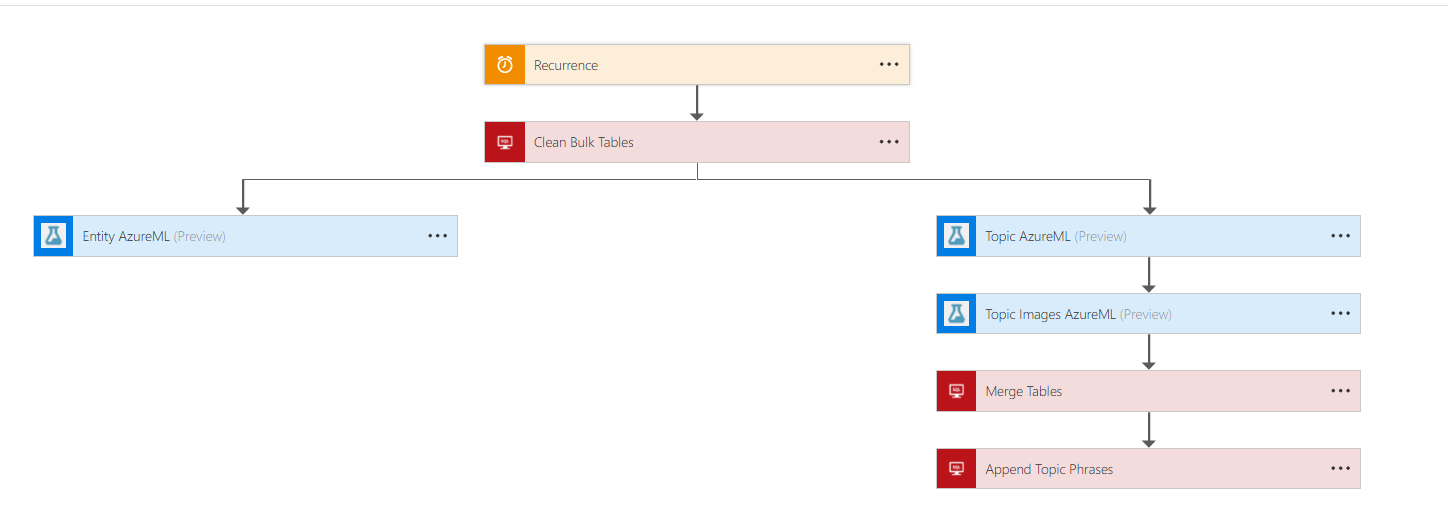 Recurrence
Clean Bulk Tables
Entity AzureML (Preview)
Topic AzureML (Preview)
Topic Images AzureML (Preview)
Merge Tables
Append Topic Phrases